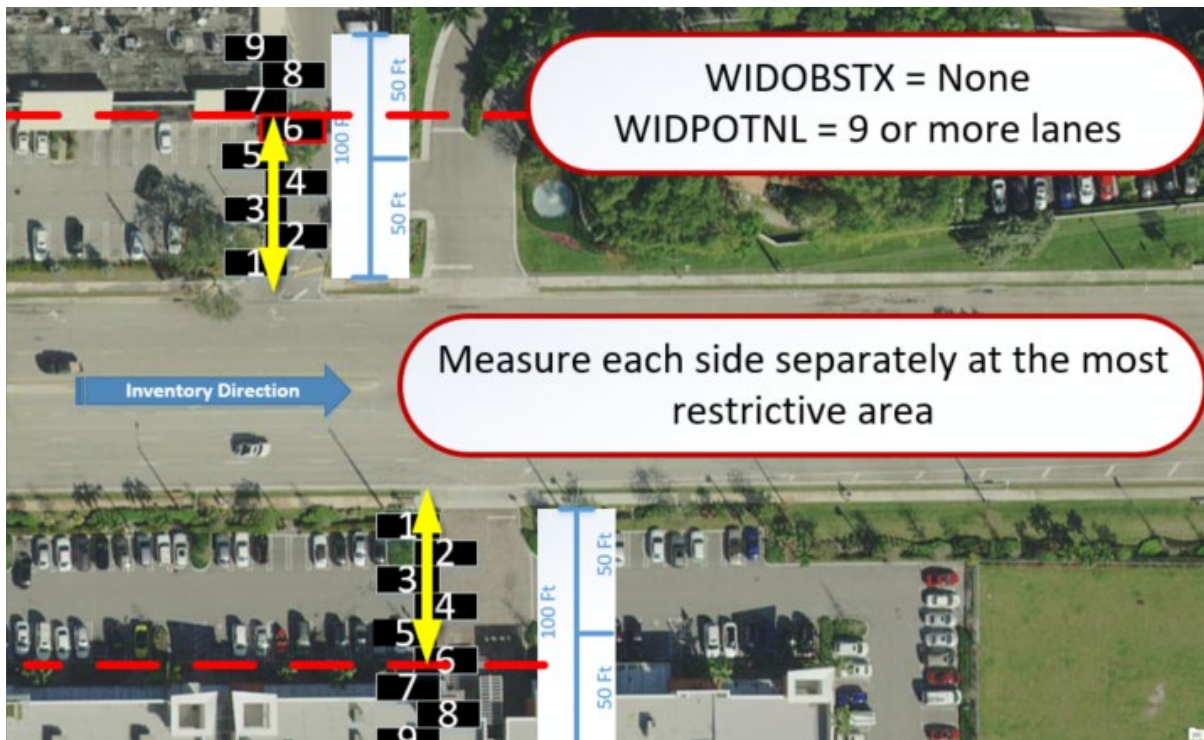 9
8
7
6
5
4
3
2
1
50 Ft
100 Ft
50 Ft
WIDOBSTX = None
WIDPOTNL = 9 or more lanes
Measure each side separately at the most
restrictive area
Inventory Direction
1
2
3
4
5
6
7
8
9
50 Ft
100 Ft
50 Ft